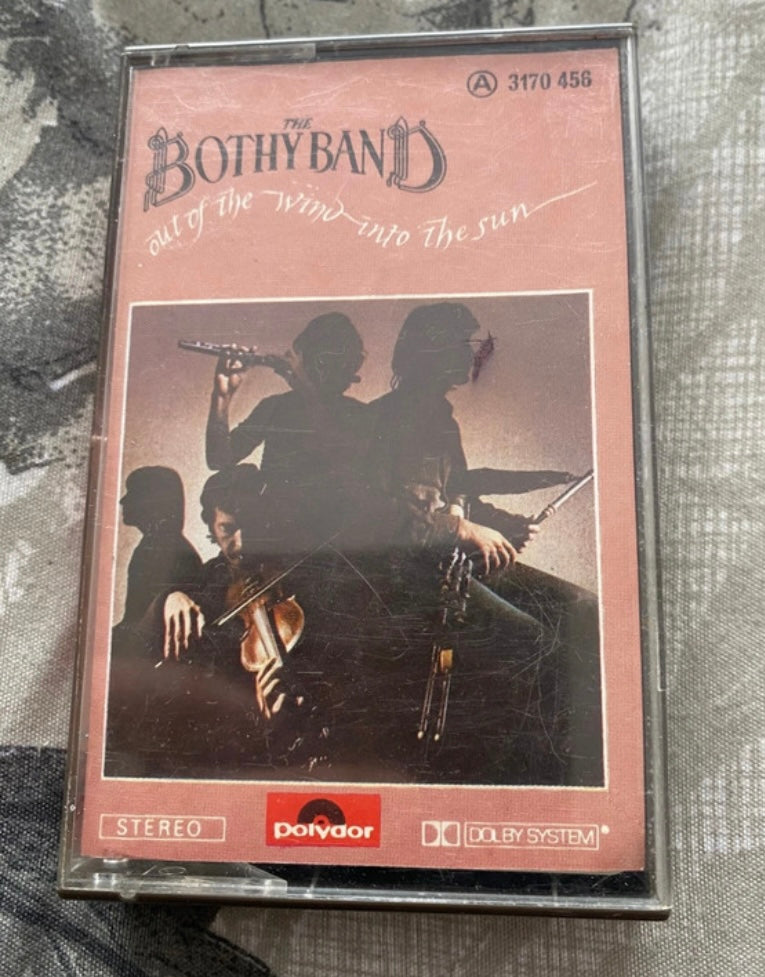 A 3170 456
THE
BOTHY BAND
out of the wind into the sun
STEREO
polydor
DOLBY SYSTEM